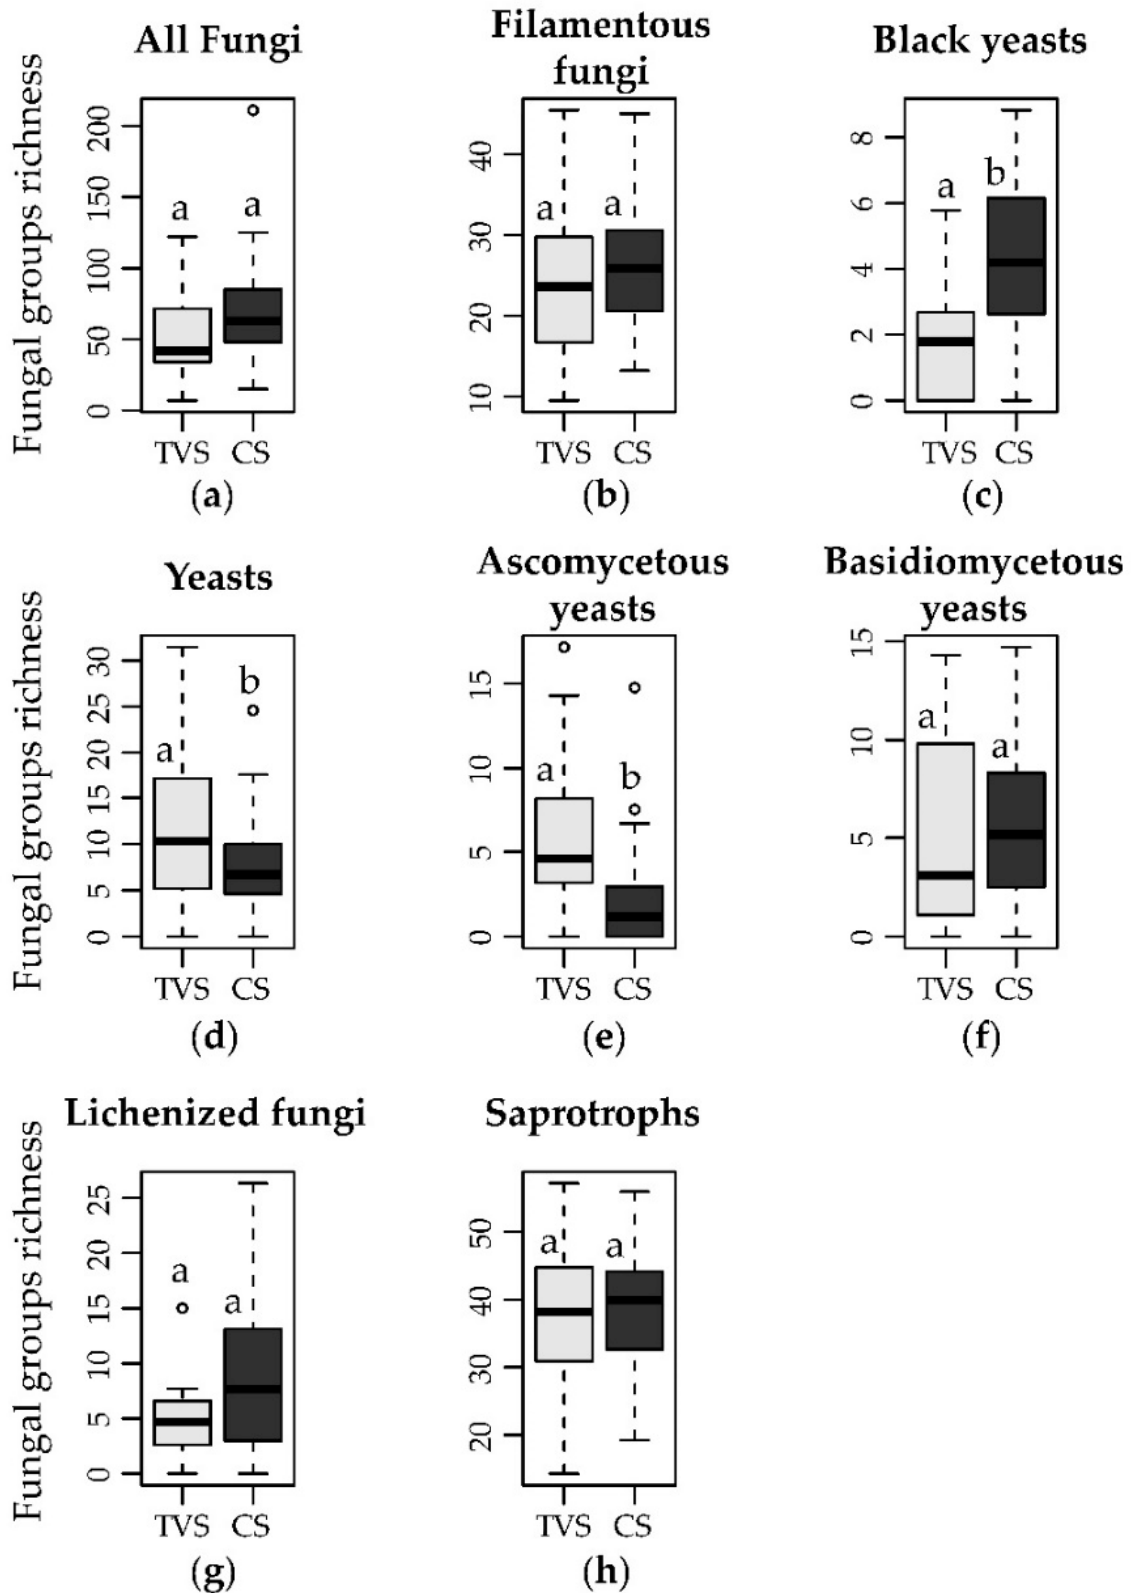 All Fungi
Filamentous
fungi
Black yeasts
Fungal groups richness
200
150
100
50
0
a
a
TVS CS
(a)
40
30
20
10
a
a
TVS CS
(b)
8
6
4
2
0
a
b
TVS CS
(c)
Yeasts
Ascomycetous
yeasts
Basidiomycetous
yeasts
Fungal groups richness
30
25
20
15
10
5
0
a
b
TVS CS
(d)
15
10
5
0
a
b
TVS CS
(e)
15
10
5
0
a
a
TVS CS
(f)
Lichenized fungi
Saprotrophs
Fungal groups richness
25
20
15
10
5
0
a
a
TVS CS
(g)
50
40
30
20
a
a
TVS CS
(h)